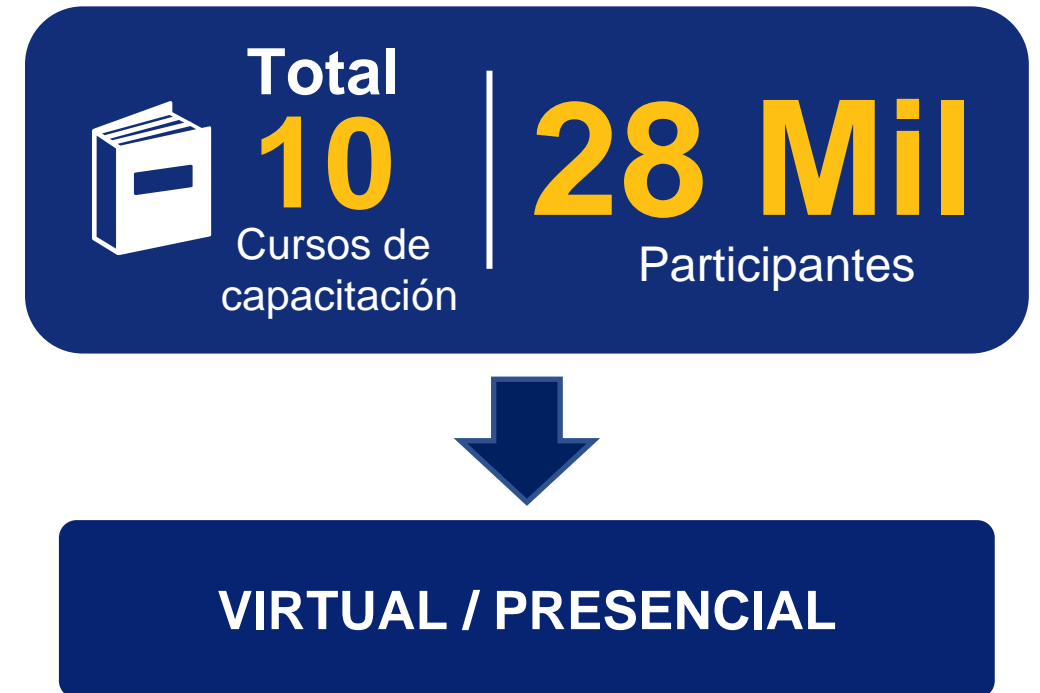 Total
10
Cursos de
capacitación
28 Mil
Participantes
VIRTUAL / PRESENCIAL